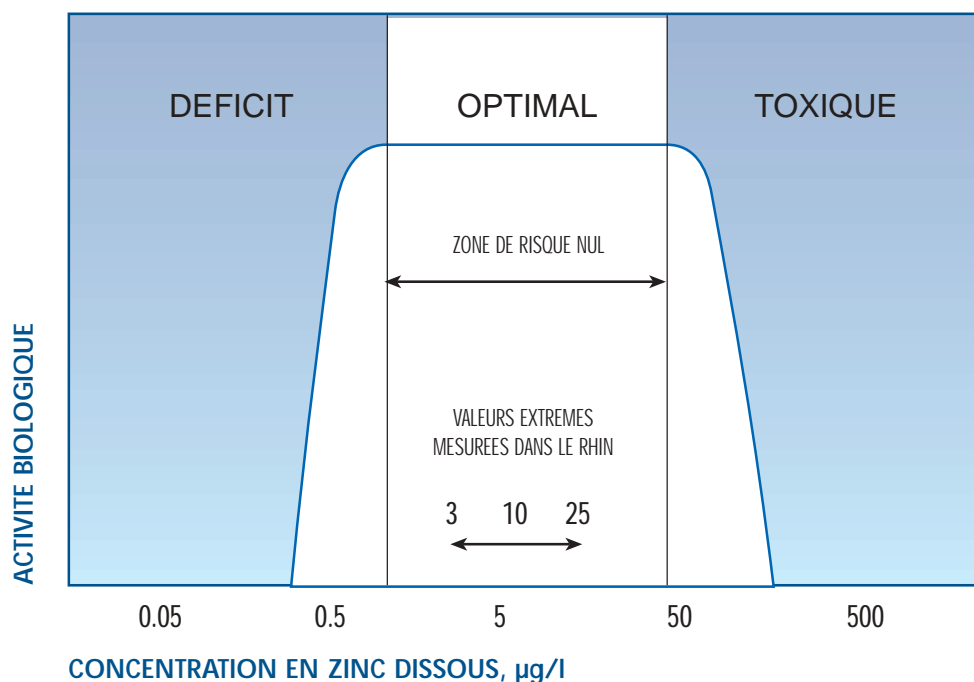 DEFICIT
OPTIMAL
TOXIQUE
ZONE DE RISQUE NUL
VALEURS EXTREMES
MESUREES DANS LE RHIN
3 10 25
ACTIVITE BIOLOGIQUE
0.05 0.5 5 50 500
CONCENTRATION EN ZINC DISSOUS, µg/l